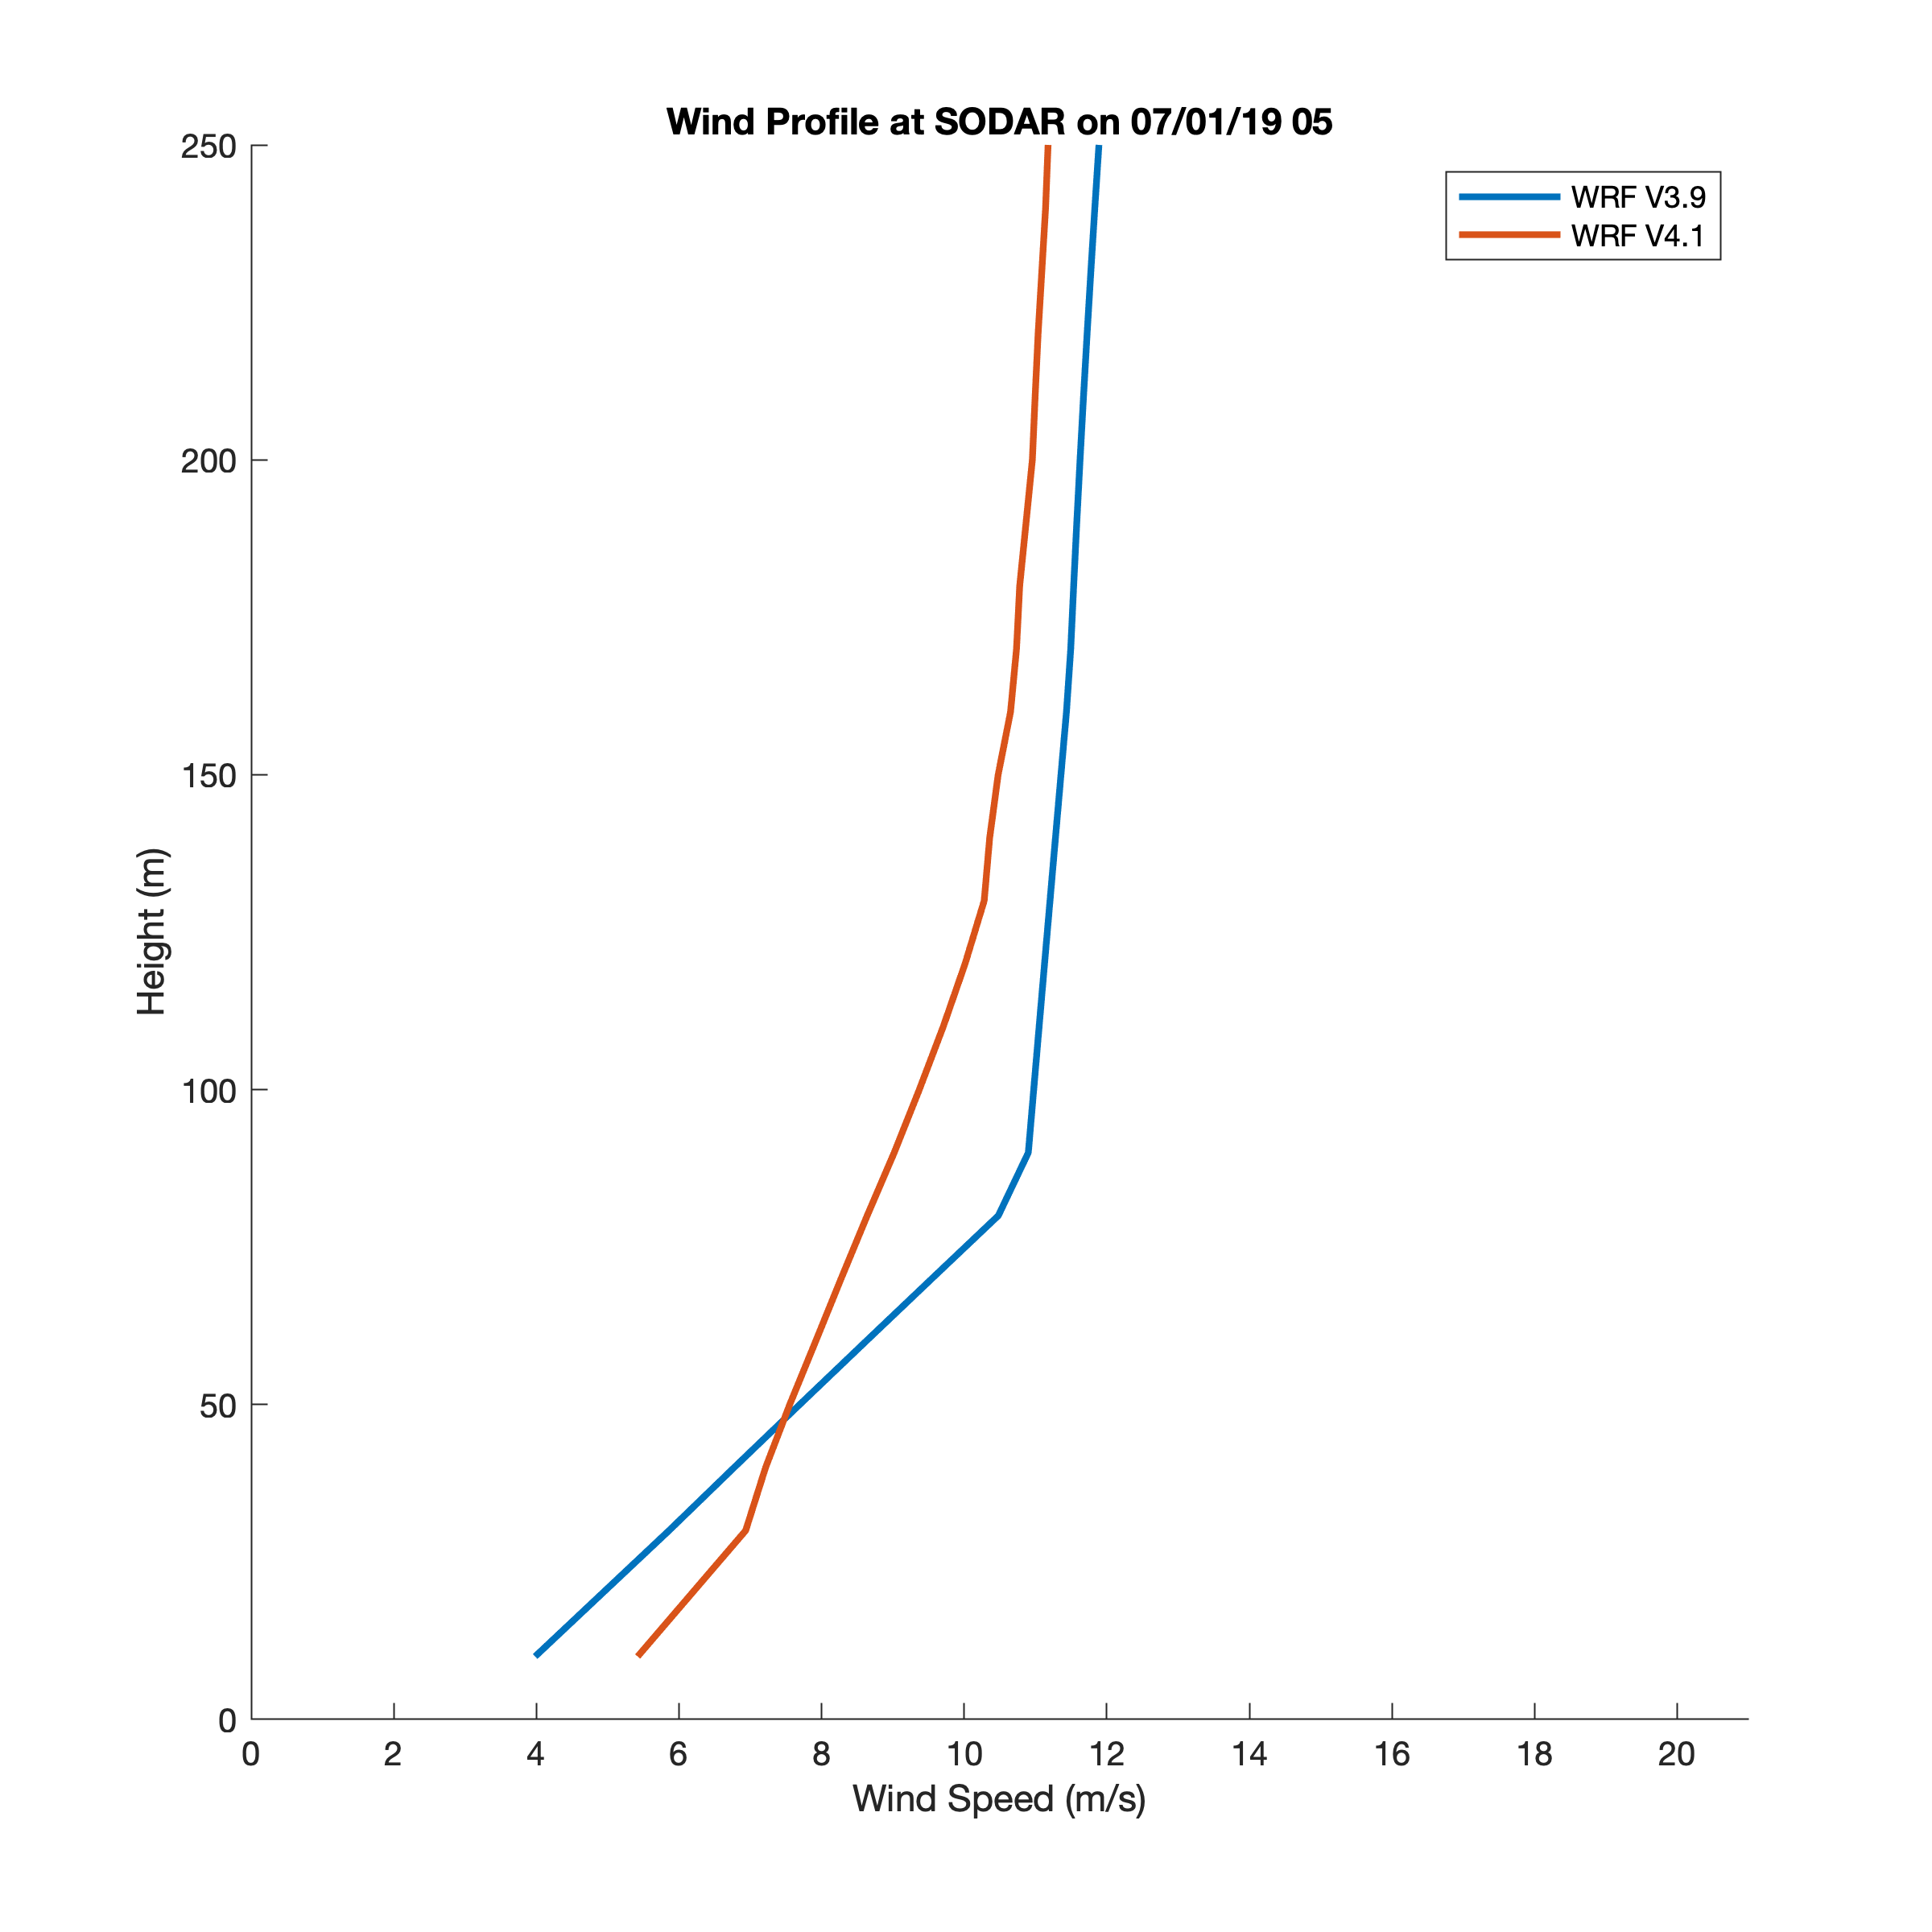 Wind Profile at SODAR on 07/01/19 05
WRF V3.9
WRF V4.1
250
200
150
100
50
0
Height (m)
0 2 4 6 8 10 12 14 16 18 20
Wind Speed (m/s)